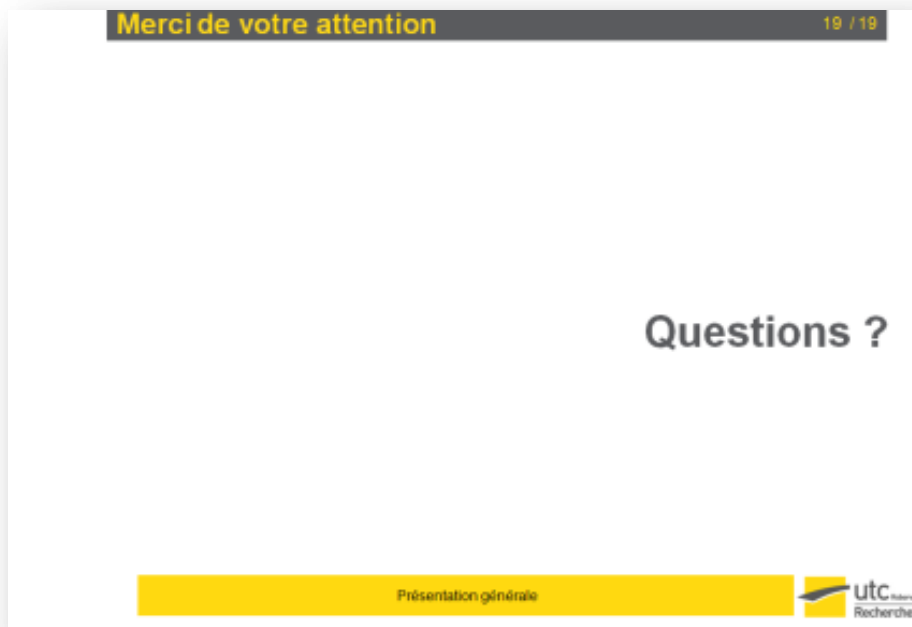 Merci de votre attention
19 / 19
Questions ?
Présentation générale
utc
Recherche